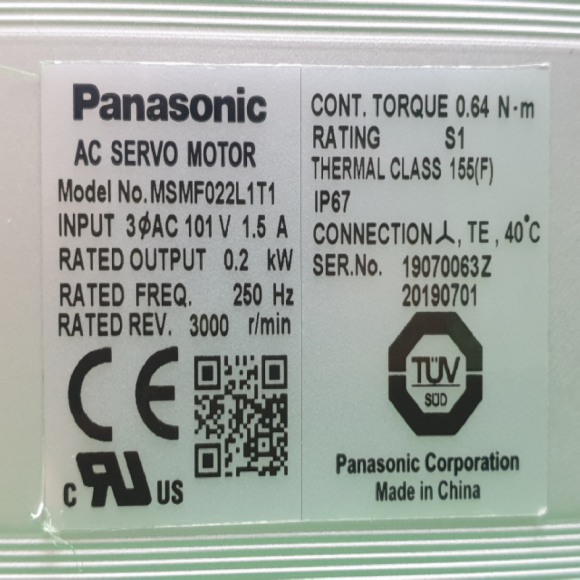 Panasonic
AC SERVO MOTOR
Model No. MSMF022L1T1
INPUT 3ϕAC 101 V 1.5 A
RATED OUTPUT 0.2 kW
RATED FREQ. 250 Hz
RATED REV. 3000 r/min
CE
c RU US
CONT. TORQUE 0.64 N·m
RATING S1
THERMAL CLASS 155(F)
IP67
CONNECTION ⅄, TE , 40°C
SER.No. 19070063Z
20190701
TÜV
SÜD
Panasonic Corporation
Made in China